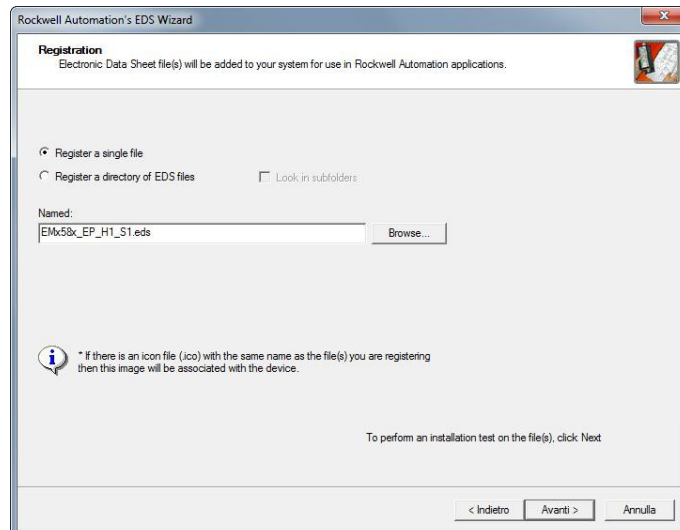 Rockwell Automation's EDS Wizard
Registration
Electronic Data Sheet file(s) will be added to your system for use in Rockwell Automation applications.
Register a single file
Register a directory of EDS files
Look in subfolders
Named:
EMx58x_EP_H1_S1.eds
Browse...
* If there is an icon file (.ico) with the same name as the file(s) you are registering
then this image will be associated with the device.
To perform an installation test on the file(s), click Next
< Indietro
Avanti >
Annulla